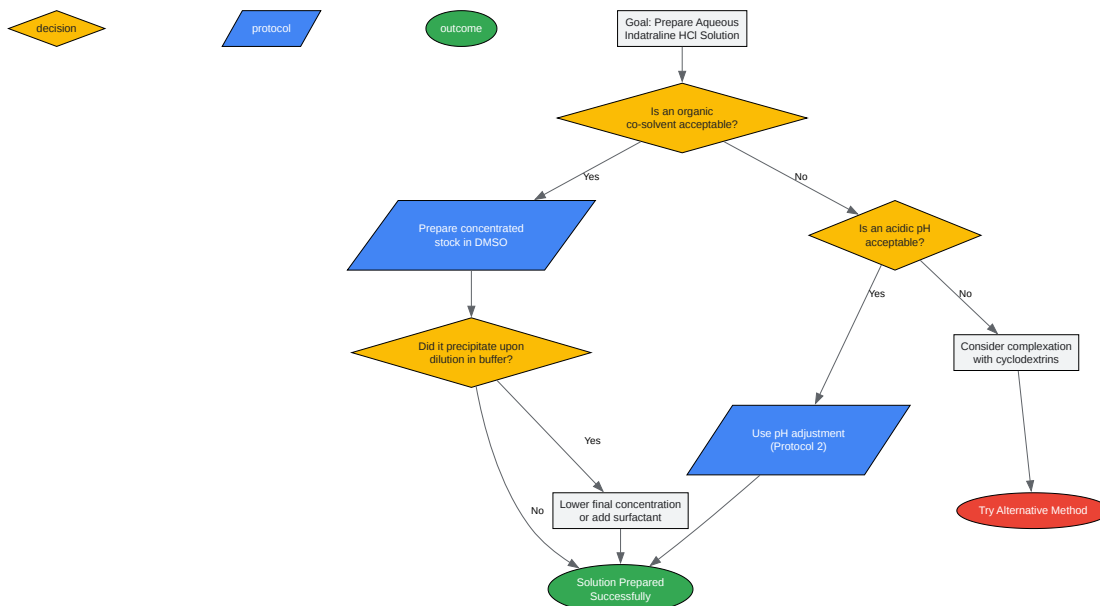 decision
protocol
outcome
Goal: Prepare Aqueous
Indatraline HCl Solution
Is an organic
co-solvent acceptable?
Yes
No
Prepare concentrated
stock in DMSO
Is an acidic pH
acceptable?
Yes
No
Did it precipitate upon
dilution in buffer?
Consider complexation
with cyclodextrins
Yes
Use pH adjustment
(Protocol 2)
No
Lower final concentration
or add surfactant
Try Alternative Method
Solution Prepared
Successfully